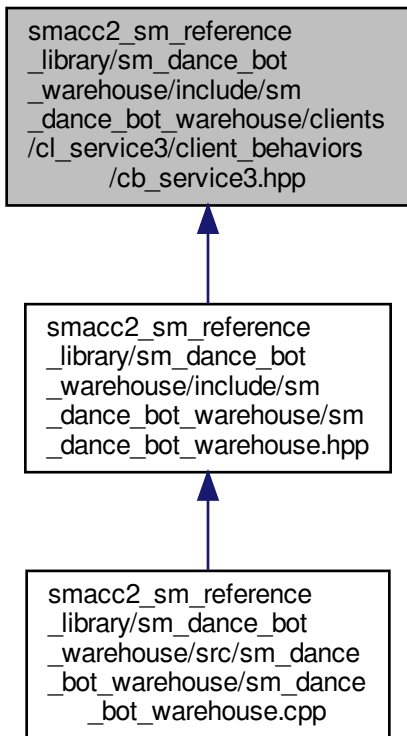 smacc2_sm_reference
_library/sm_dance_bot
_warehouse/include/sm
_dance_bot_warehouse/clients
/cl_service3/client_behaviors
/cb_service3.hpp
smacc2_sm_reference
_library/sm_dance_bot
_warehouse/include/sm
_dance_bot_warehouse/sm
_dance_bot_warehouse.hpp
smacc2_sm_reference
_library/sm_dance_bot
_warehouse/src/sm_dance
_bot_warehouse/sm_dance
_bot_warehouse.cpp